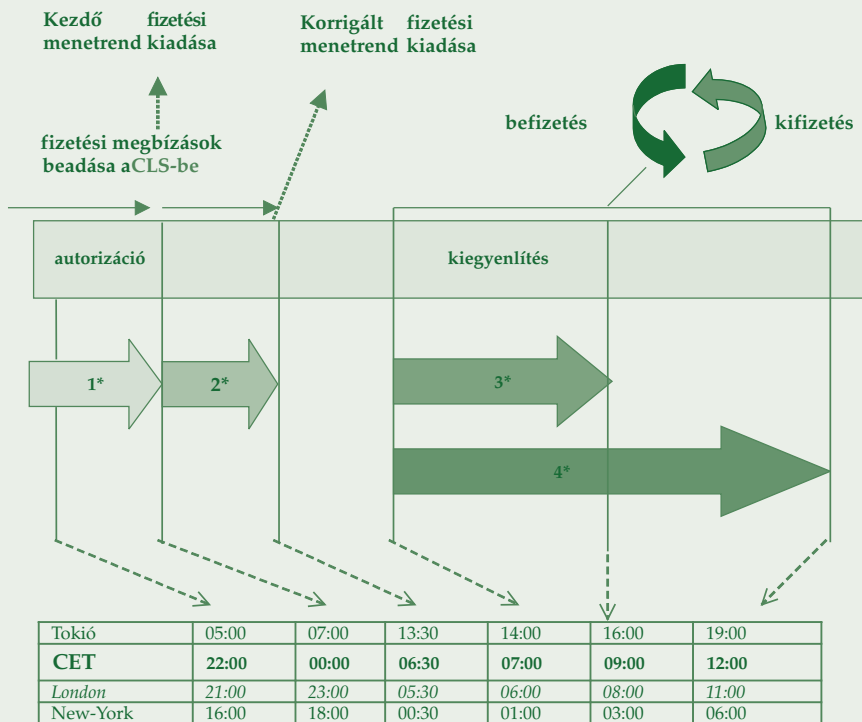 Kezdő fizetési
menetrend kiadása
Korrigált fizetési
menetrend kiadása
befizetés
kifizetés
fizetési megbízások
beadása aCLS-be
autorizáció
kiegyenlítés
1*
2*
3*
4*
Tokió 05:00 07:00 13:30 14:00 16:00 19:00
CET 22:00 00:00 06:30 07:00 09:00 12:00
London 21:00 23:00 05:30 06:00 08:00 11:00
New-York 16:00 18:00 00:30 01:00 03:00 06:00